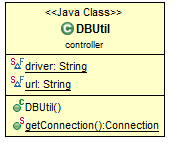 <<Java Class>>
DBUtil
controller
driver: String
url: String
DBUtil()
getConnection():Connection